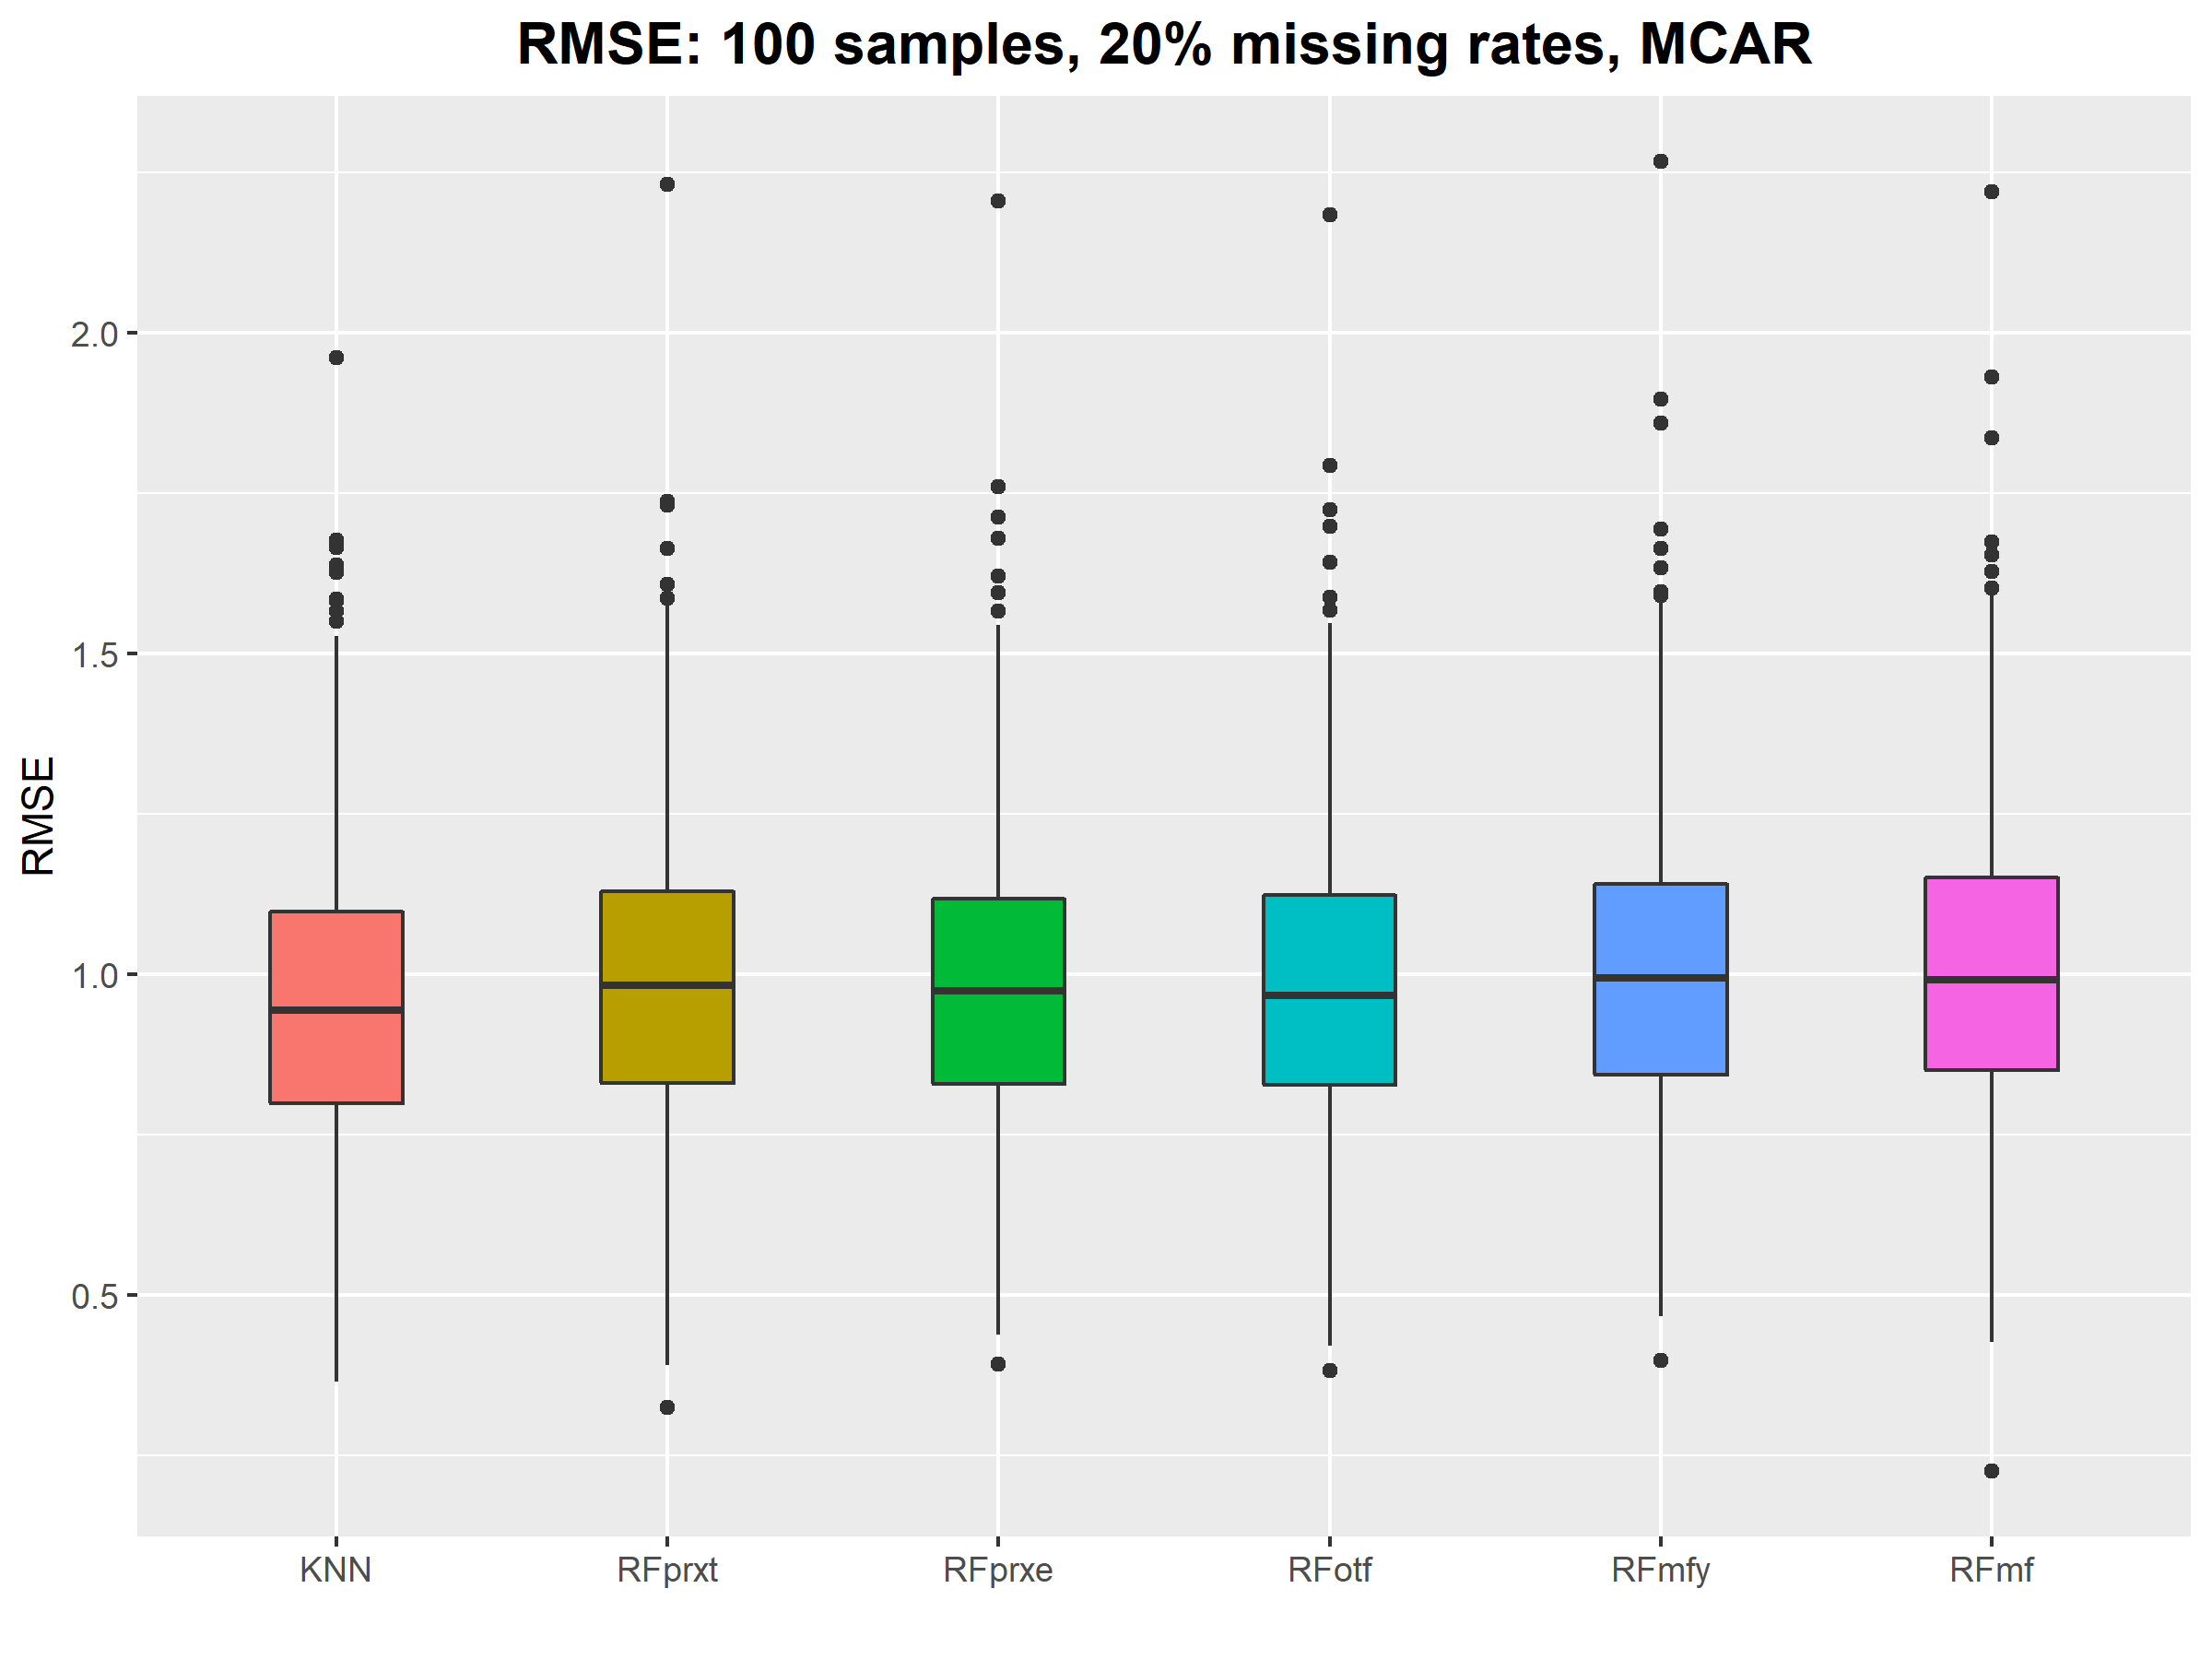 RMSE: 100 samples, 20% missing rates, MCAR
RMSE
2.0
1.5
1.0
0.5
KNN RFprxt RFprxe RFotf RFmfy RFmf